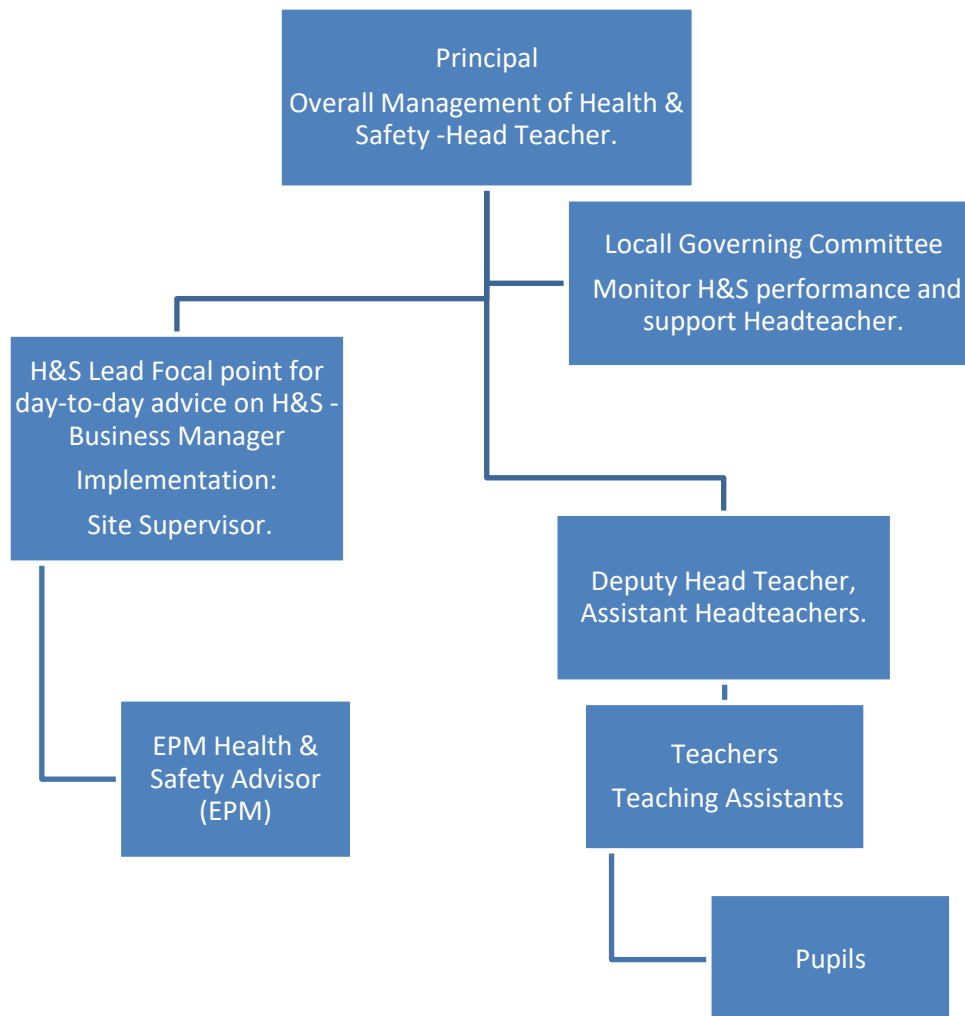 Principal
Overall Management of Health &
Safety -Head Teacher.
Locall Governing Committee
Monitor H&S performance and
support Headteacher.
H&S Lead Focal point for
day-to-day advice on H&S -
Business Manager
Implementation:
Site Supervisor.
Deputy Head Teacher,
Assistant Headteachers.
EPM Health &
Safety Advisor
(EPM)
Teachers
Teaching Assistants
Pupils